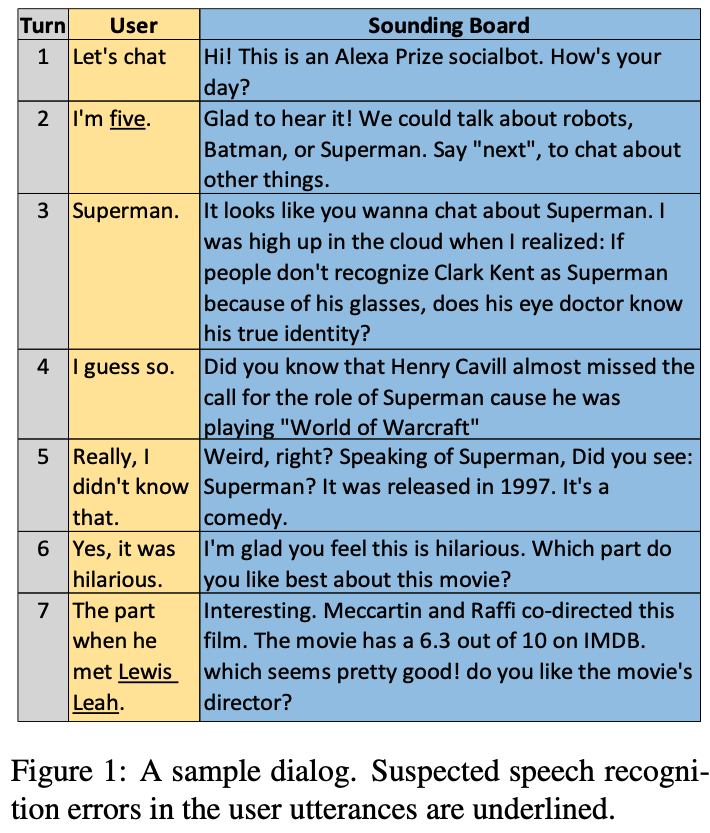 Turn User Sounding Board
1 Let's chat Hi! This is an Alexa Prize socialbot. How's your
day?
2 I'm five. Glad to hear it! We could talk about robots,
Batman, or Superman. Say "next", to chat about
other things.
3 Superman. It looks like you wanna chat about Superman. I
was high up in the cloud when I realized: If
people don't recognize Clark Kent as Superman
because of his glasses, does his eye doctor know
his true identity?
4 I guess so. Did you know that Henry Cavill almost missed the
call for the role of Superman cause he was
playing "World of Warcraft"
5 Really, I Weird, right? Speaking of Superman, Did you see:
didn't know Superman? It was released in 1997. It's a
that. comedy.
6 Yes, it was I'm glad you feel this is hilarious. Which part do
hilarious. you like best about this movie?
7 The part Interesting. Meccartin and Raffi co-directed this
when he film. The movie has a 6.3 out of 10 on IMDB.
met Lewis which seems pretty good! do you like the movie's
Leah. director?
Figure 1: A sample dialog. Suspected speech recogni-
tion errors in the user utterances are underlined.